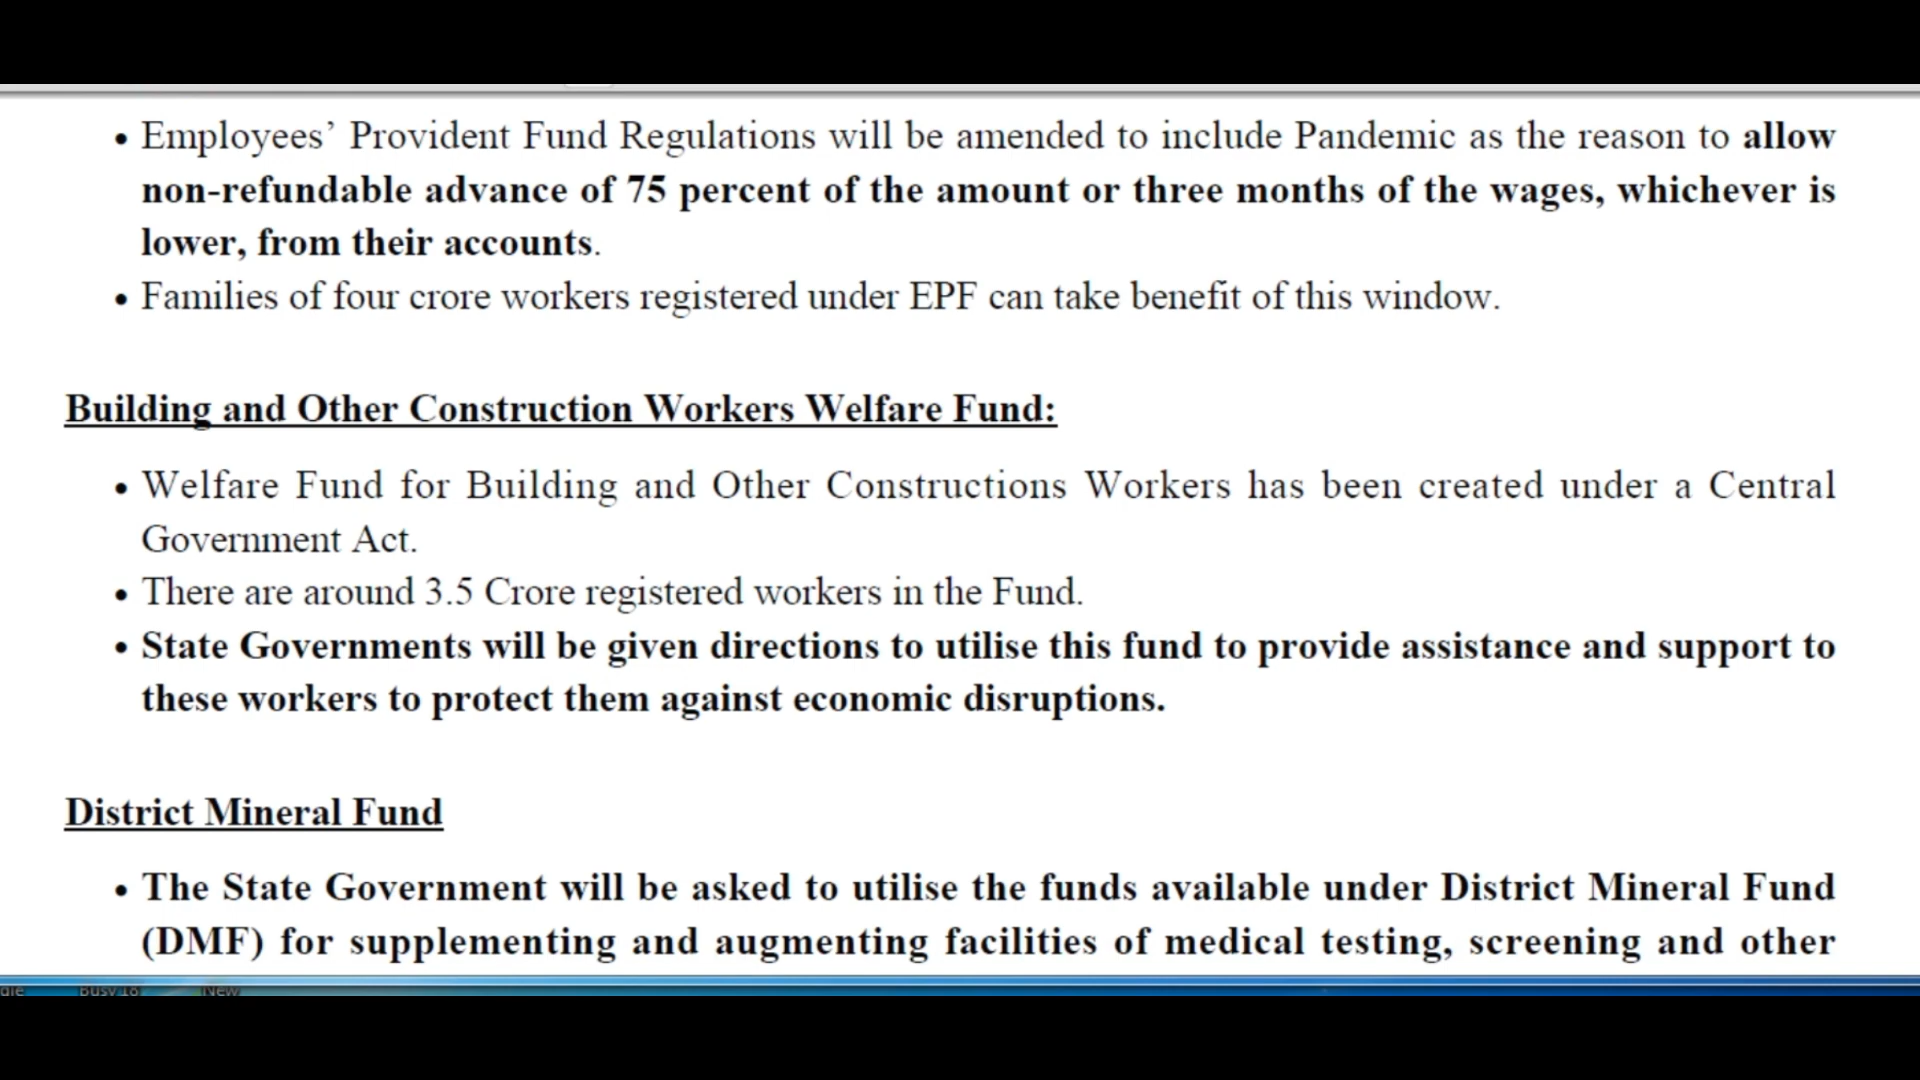 • Employees’ Provident Fund Regulations will be amended to include Pandemic as the reason to allow
non-refundable advance of 75 percent of the amount or three months of the wages, whichever is
lower, from their accounts.
• Families of four crore workers registered under EPF can take benefit of this window.
Building and Other Construction Workers Welfare Fund:
• Welfare Fund for Building and Other Constructions Workers has been created under a Central
Government Act.
• There are around 3.5 Crore registered workers in the Fund.
• State Governments will be given directions to utilise this fund to provide assistance and support to
these workers to protect them against economic disruptions.
District Mineral Fund
• The State Government will be asked to utilise the funds available under District Mineral Fund
(DMF) for supplementing and augmenting facilities of medical testing, screening and other
Busy 18 New